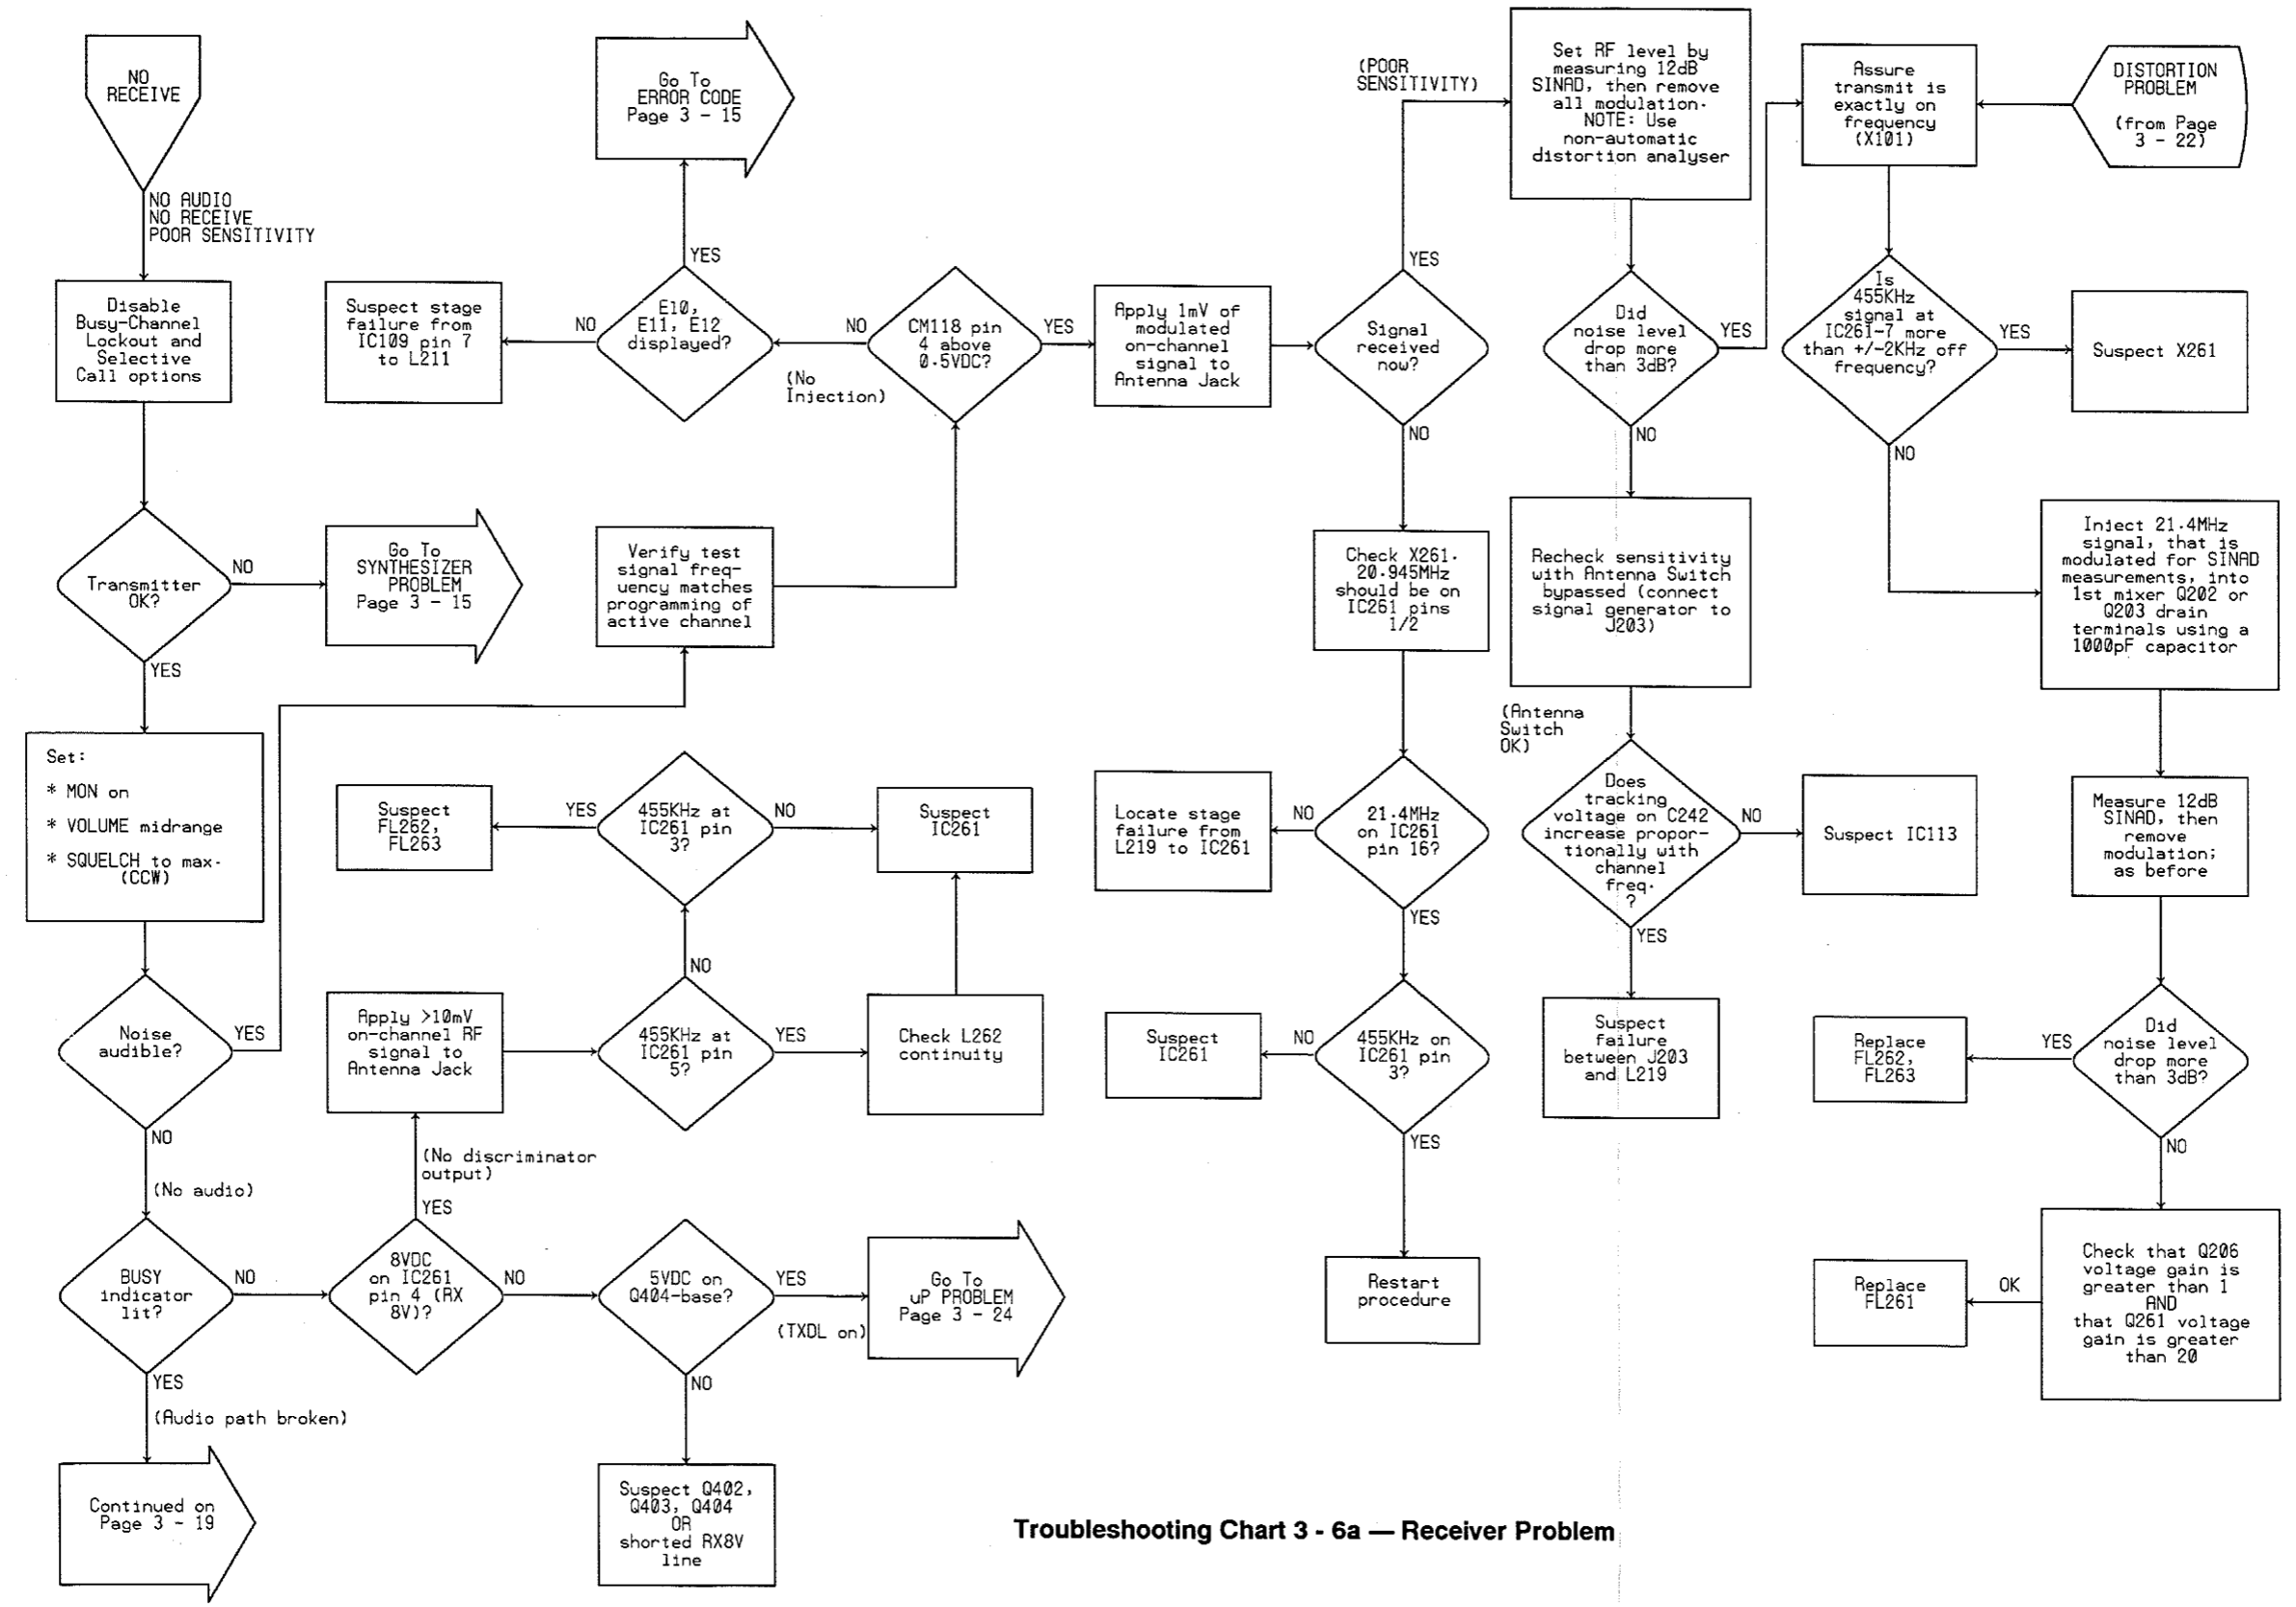 NO
RECEIVE
NO AUDIO
NO RECEIVE
POOR SENSITIVITY
Disable
Busy-Channel
Lockout and
Selective
Call options
Transmitter
OK?
NO
Go To
SYNTHESIZER
PROBLEM
Page 3 - 15
YES
Set:
* MON on
* VOLUME midrange
* SQUELCH to max.
(CCW)
Noise
audible?
YES
NO
(No audio)
BUSY
indicator
lit?
NO
YES
(Audio path broken)
Continued on
Page 3 - 19
Go To
ERROR CODE
Page 3 - 15
YES
E10,
E11, E12
displayed?
NO
Suspect stage
failure from
IC109 pin 7
to L211
CM118 pin
4 above
0.5VDC?
NO
(No
Injection)
YES
Verify test
signal freq-
uency matches
programming of
active channel
Suspect
FL262,
FL263
YES
455KHz at
IC261 pin
3?
NO
Suspect
IC261
NO
Apply >10mV
on-channel RF
signal to
Antenna Jack
455KHz at
IC261 pin
5?
YES
Check L262
continuity
(No discriminator
output)
YES
8VDC
on IC261
pin 4 (RX
8V)?
NO
5VDC on
Q404-base?
YES
(TXDL on)
Go To
uP PROBLEM
Page 3 - 24
NO
Suspect Q402,
Q403, Q404
OR
shorted RX8V
line
Apply 1mV of
modulated
on-channel
signal to
Antenna Jack
Signal
received
now?
YES
(POOR
SENSITIVITY)
NO
Check X261.
20.945MHz
should be on
IC261 pins
1/2
21.4MHz
on IC261
pin 16?
NO
Locate stage
failure from
L219 to IC261
YES
455KHz on
IC261 pin
3?
NO
Suspect
IC261
YES
Restart
procedure
Set RF level by
measuring 12dB
SINAD, then remove
all modulation.
NOTE: Use
non-automatic
distortion analyser
Did
noise level
drop more
than 3dB?
YES
NO
Recheck sensitivity
with Antenna Switch
bypassed (connect
signal generator to
J203)
(Antenna
Switch
OK)
Does
tracking
voltage on C242
increase propor-
tionally with
channel
freq.
?
NO
Suspect IC113
YES
Suspect
failure
between J203
and L219
Assure
transmit is
exactly on
frequency
(X101)
DISTORTION
PROBLEM
(from Page
3 - 22)
Is
455KHz
signal at
IC261-7 more
than +/-2KHz off
frequency?
YES
Suspect X261
NO
Inject 21.4MHz
signal, that is
modulated for SINAD
measurements, into
1st mixer Q202 or
Q203 drain
terminals using a
1000pF capacitor
Measure 12dB
SINAD, then
remove
modulation;
as before
Did
noise level
drop more
than 3dB?
YES
Replace
FL262,
FL263
NO
Check that Q206
voltage gain is
greater than 1
AND
that Q261 voltage
gain is greater
than 20
OK
Replace
FL261
Troubleshooting Chart 3 - 6a — Receiver Problem